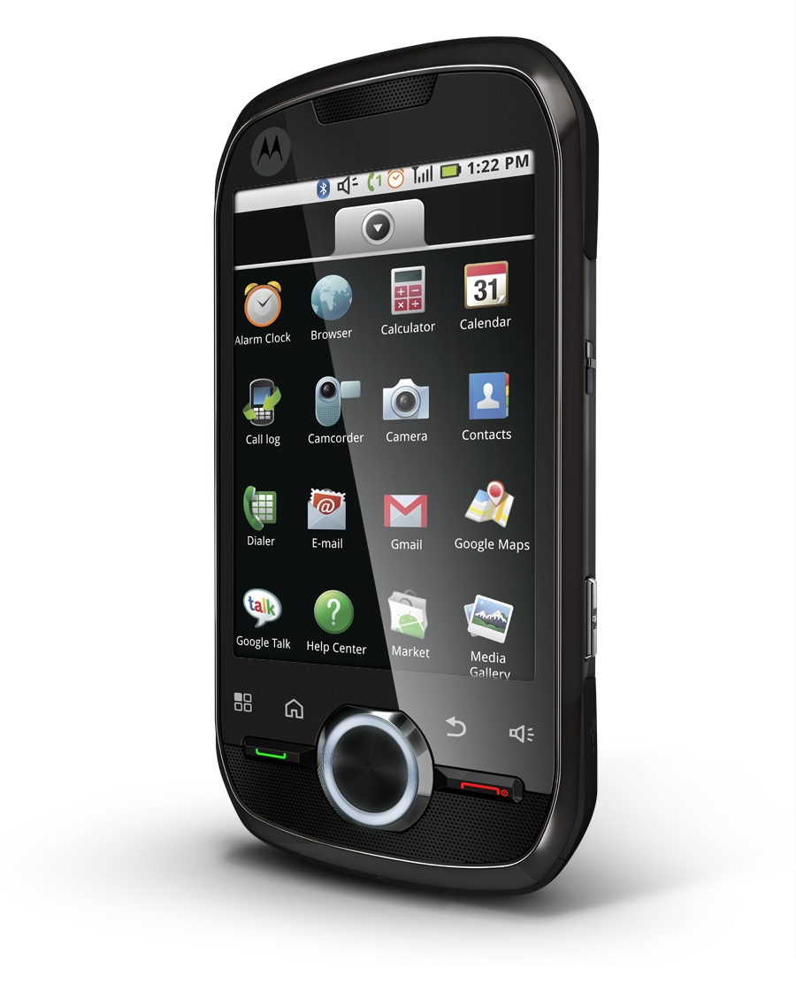 1 1:22 PM
31
Alarm Clock Browser Calculator Calendar
Call log Camcorder Camera Contacts
@
Dialer E-mail Gmail Google Maps
talk ?
Google Talk Help Center Market Media
Gallery